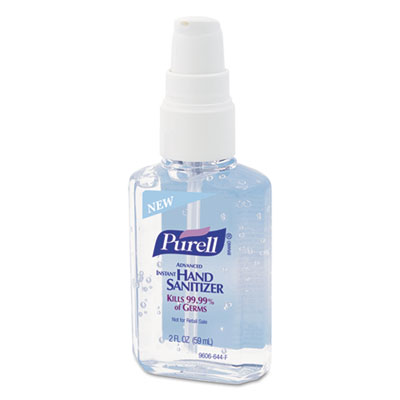 NEW
Purell
ADVANCED
INSTANT HAND
SANITIZER
KILLS 99.99%
OF GERMS
Not for Retail Sale
2 FL OZ (59 mL)
9606-644-F